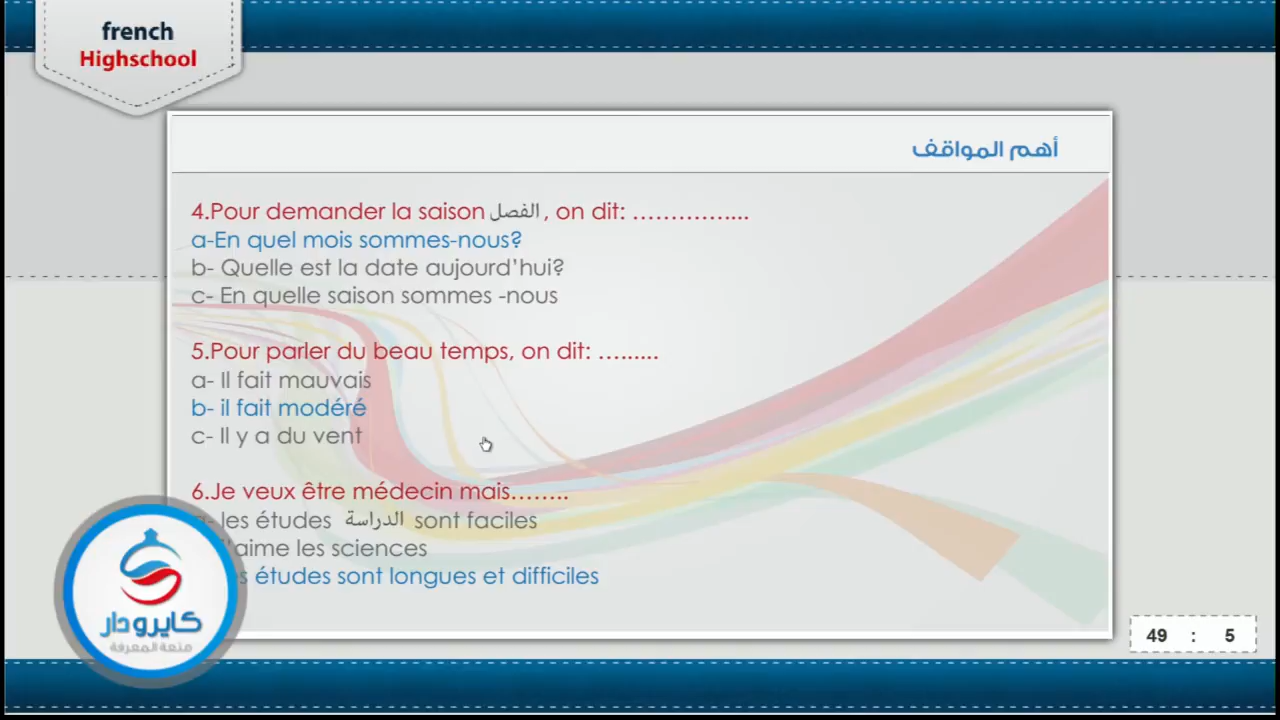 french
Highschool
أهم المواقف
4.Pour demander la saison الفصل, on dit: …………....
a-En quel mois sommes-nous?
b- Quelle est la date aujourd’hui?
c- En quelle saison sommes -nous
5.Pour parler du beau temps, on dit: ….......
a- Il fait mauvais
b- il fait modéré
c- Il y a du vent
6.Je veux être médecin mais……..
les études الدراسة sont faciles
j’aime les sciences
études sont longues et difficiles
كايرودار
متعة المعرفة
49 : 5